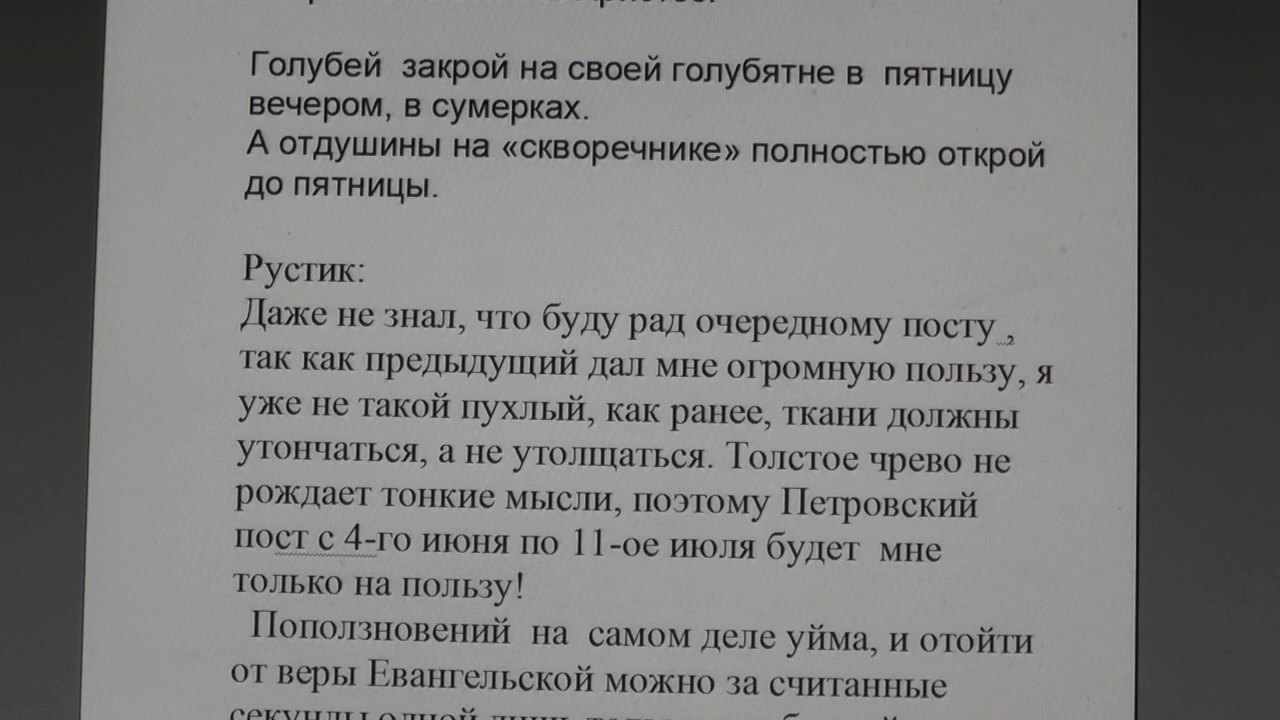 Голубей закрой на своей голубятне в пятницу
вечером, в сумерках.
А отдушины на «скворечнике» полностью открой
до пятницы.
Рустик:
Даже не знал, что буду рад очередному посту ,
так как предыдущий дал мне огромную пользу, я
уже не такой пухлый, как ранее, ткани должны
утончаться, а не утолщаться. Толстое чрево не
рождает тонкие мысли, поэтому Петровский
пост с 4-го июня по 11-ое июля будет мне
только на пользу!
Поползновений на самом деле уйма, и отойти
от веры Евангельской можно за считанные
секунды одной лишь